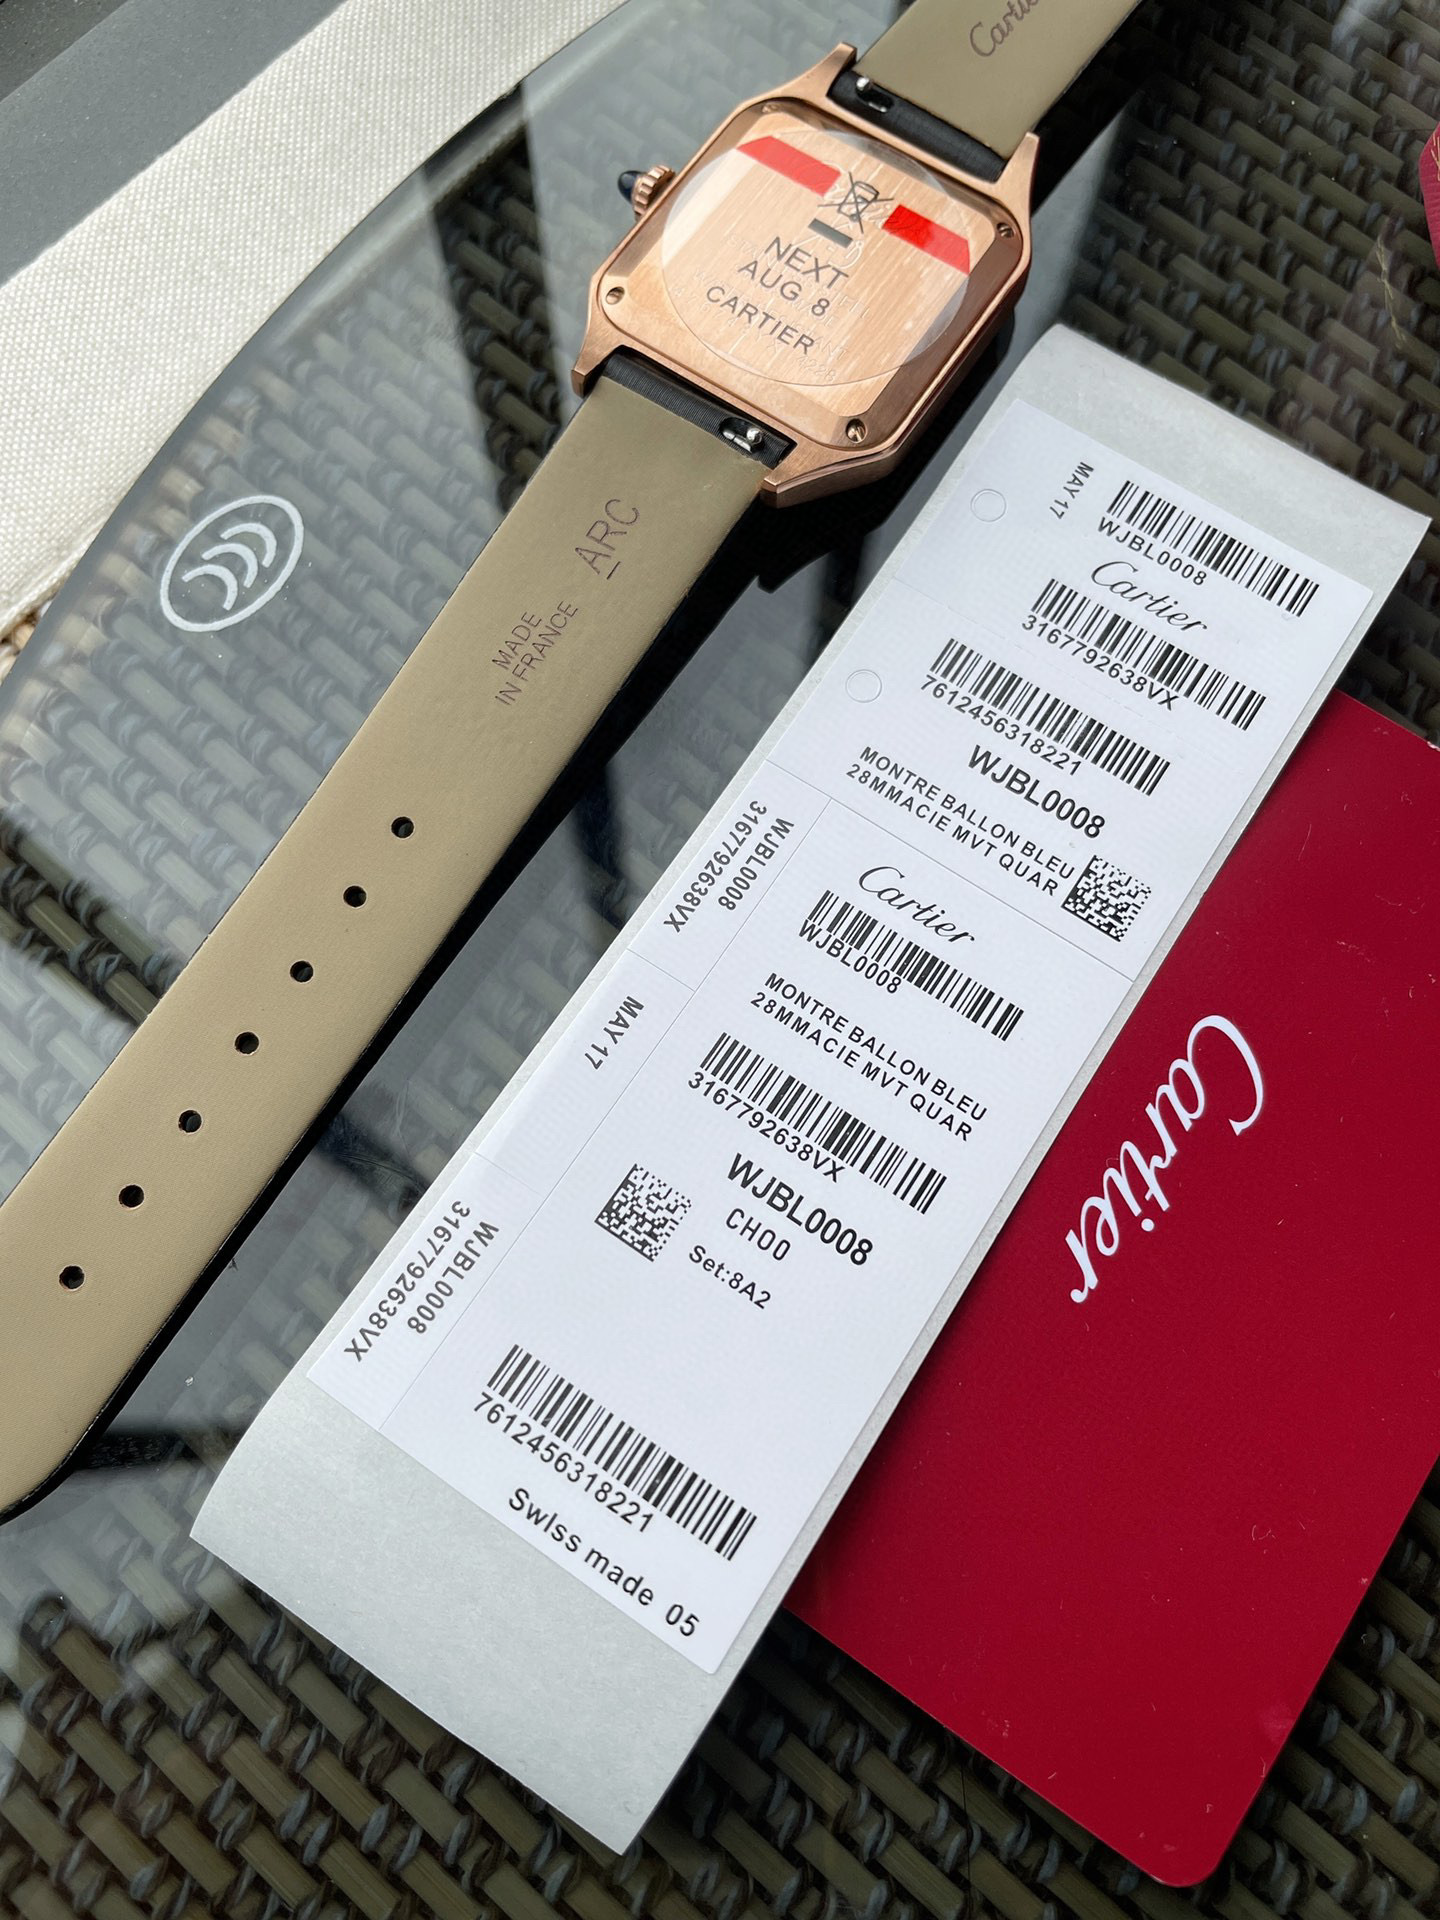 Cartier
NEXT
AUG 8
CARTIER
ARC
MADE
IN FRANCE
MAY 17
WJBL0008
Cartier
3167792638VX
7612456318221
WJBL0008
MONTRE BALLON BLEU
28MMACIE MVT QUAR
WJBL0008
3167792638VX
Cartier
WJBL0008
MONTRE BALLON BLEU
28MMACIE MVT QUAR
MAY 17
3167792638VX
WJBL0008
CH00
Set:8A2
WJBL0008
3167792638VX
7612456318221
SwIss made 05
Cartier